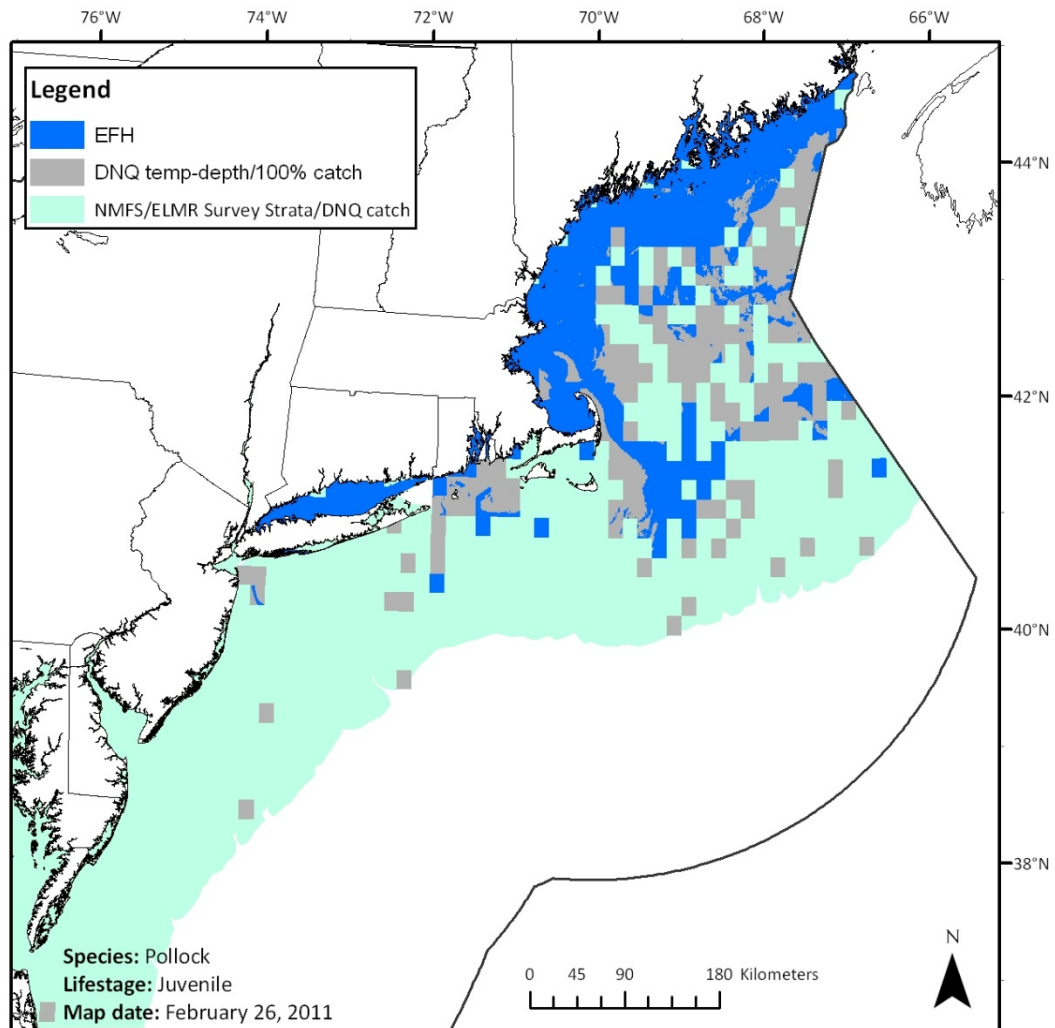 76°W 74°W 72°W 70°W 68°W 66°W
Legend
EFH
DNQ temp-depth/100% catch
NMFS/ELMR Survey Strata/DNQ catch
44°N
42°N
40°N
38°N
Species: Pollock
Lifestage: Juvenile
Map date: February 26, 2011
0 45 90 180 Kilometers
N